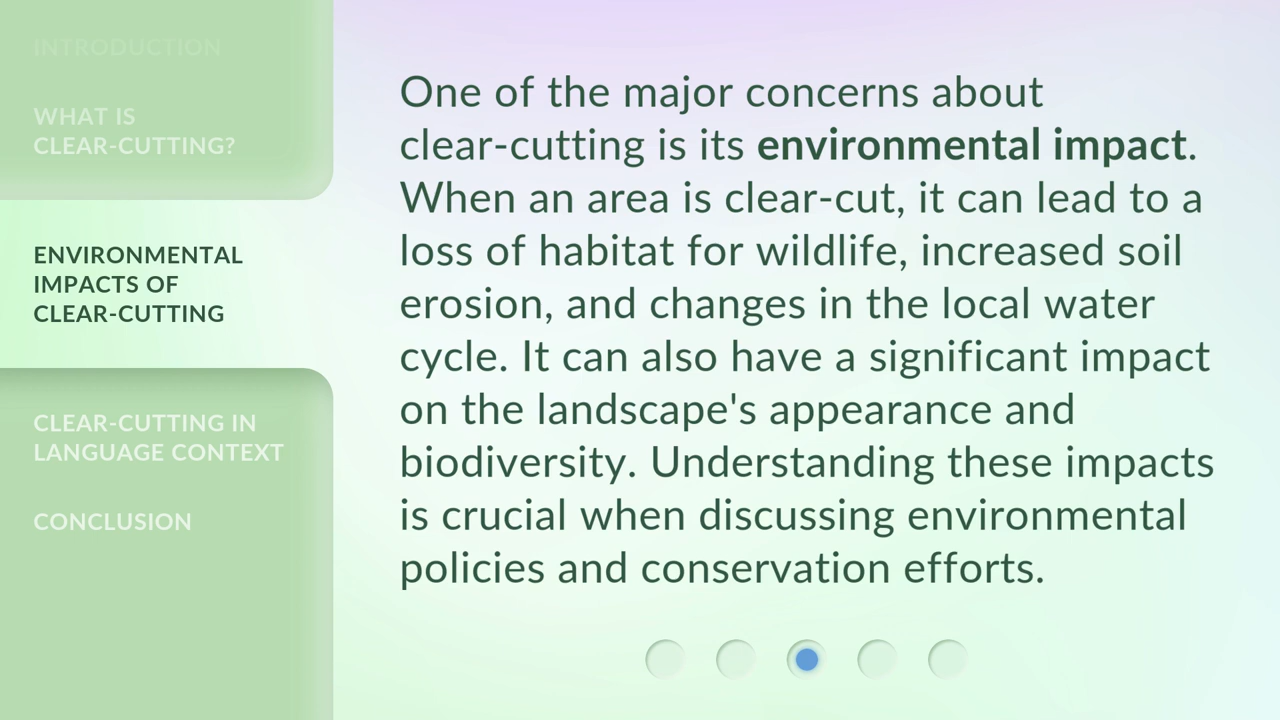 INTRODUCTION
WHAT IS
CLEAR-CUTTING?
ENVIRONMENTAL
IMPACTS OF
CLEAR-CUTTING
CLEAR-CUTTING IN
LANGUAGE CONTEXT
CONCLUSION
One of the major concerns about
clear-cutting is its environmental impact.
When an area is clear-cut, it can lead to a
loss of habitat for wildlife, increased soil
erosion, and changes in the local water
cycle. It can also have a significant impact
on the landscape's appearance and
biodiversity. Understanding these impacts
is crucial when discussing environmental
policies and conservation efforts.